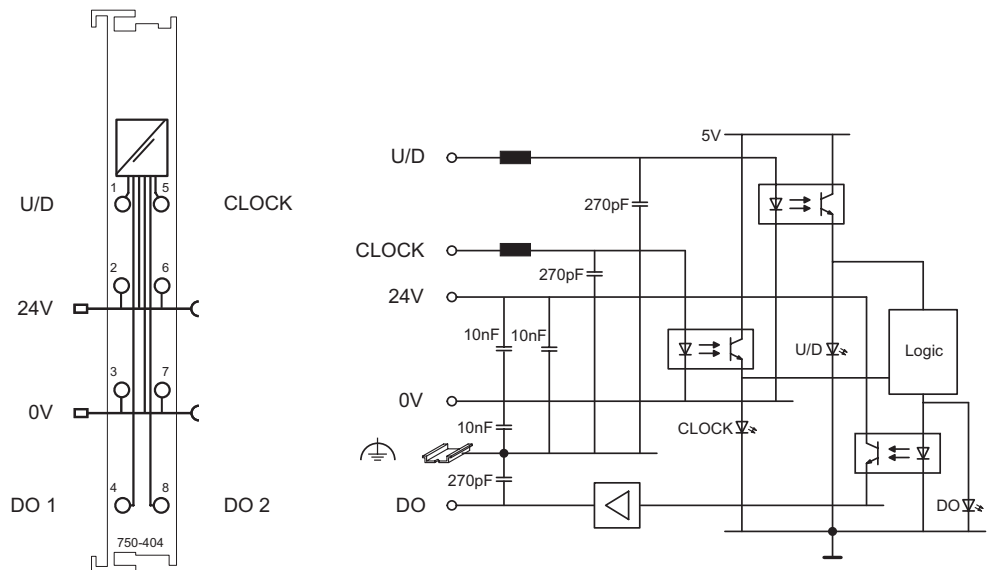 1
5
U/D
CLOCK
2
6
24V
3
7
0V
4
8
DO 1
DO 2
750-404
5V
U/D
270pF
CLOCK
270pF
24V
10nF
10nF
U/D
Logic
0V
10nF
CLOCK
270pF
DO
DO